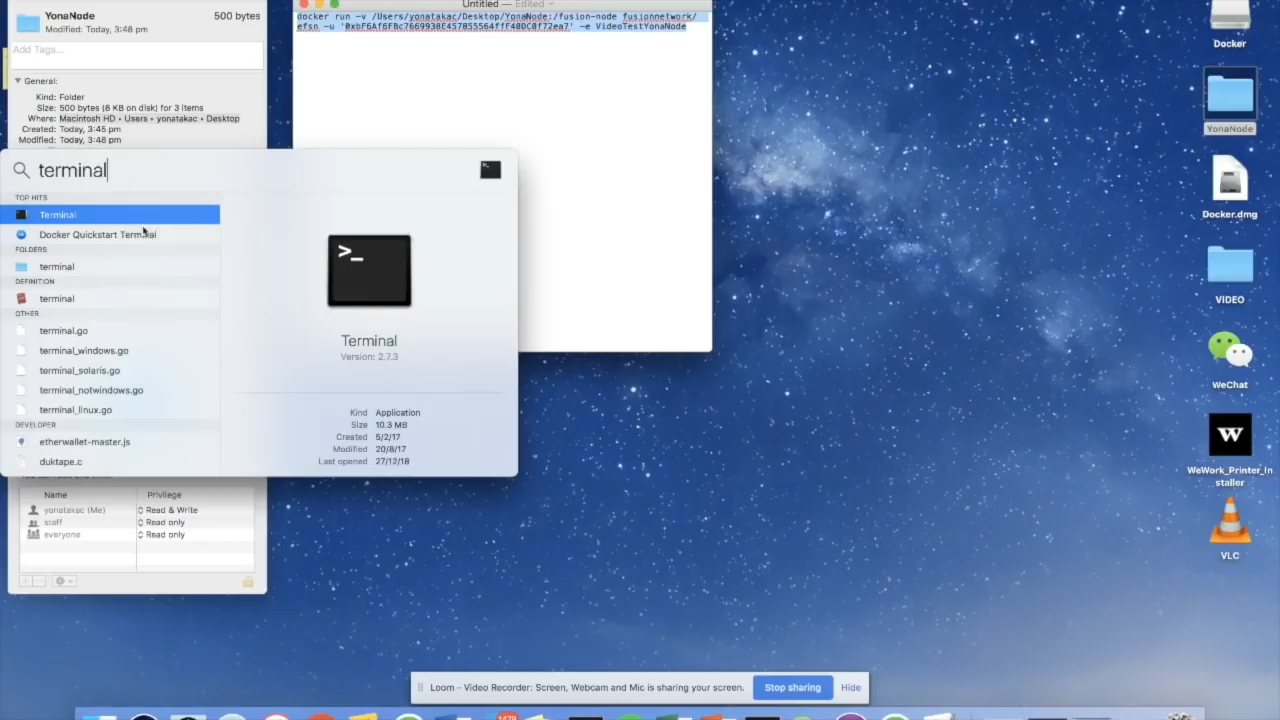 YonaNode 500 bytes
Modified: Today, 3:48 pm
Add Tags...
General:
Kind: Folder
Size: 500 bytes (8 KB on disk) for 3 items
Where: Macintosh HD • Users • yonatakac • Desktop
Created: Today, 3:45 pm
Modified: Today, 3:48 pm
Untitled — Edited
docker run -v /Users/yonatakac/Desktop/YonaNode:/fusion-node fusionnetwork/
efsn -u '0xbF6Af6FBc7669938E457055564ffF40DC0f72ea7' -e VideoTestYonaNode
terminal
TOP HITS
Terminal
Docker Quickstart Terminal
FOLDERS
terminal
DEFINITION
terminal
OTHER
terminal.go
terminal_windows.go
terminal_solaris.go
terminal_notwindows.go
terminal_linux.go
DEVELOPER
etherwallet-master.js
duktape.c
>_
Terminal
Version: 2.7.3
Kind Application
Size 10.3 MB
Created 5/2/17
Modified 20/8/17
Last opened 27/12/18
Name Privilege
yonatakac (Me) Read & Write
staff Read only
everyone Read only
Docker
YonaNode
Docker.dmg
VIDEO
WeChat
W
WeWork_Printer_In
staller
VLC
Loom – Video Recorder: Screen, Webcam and Mic is sharing your screen. Stop sharing Hide
1479